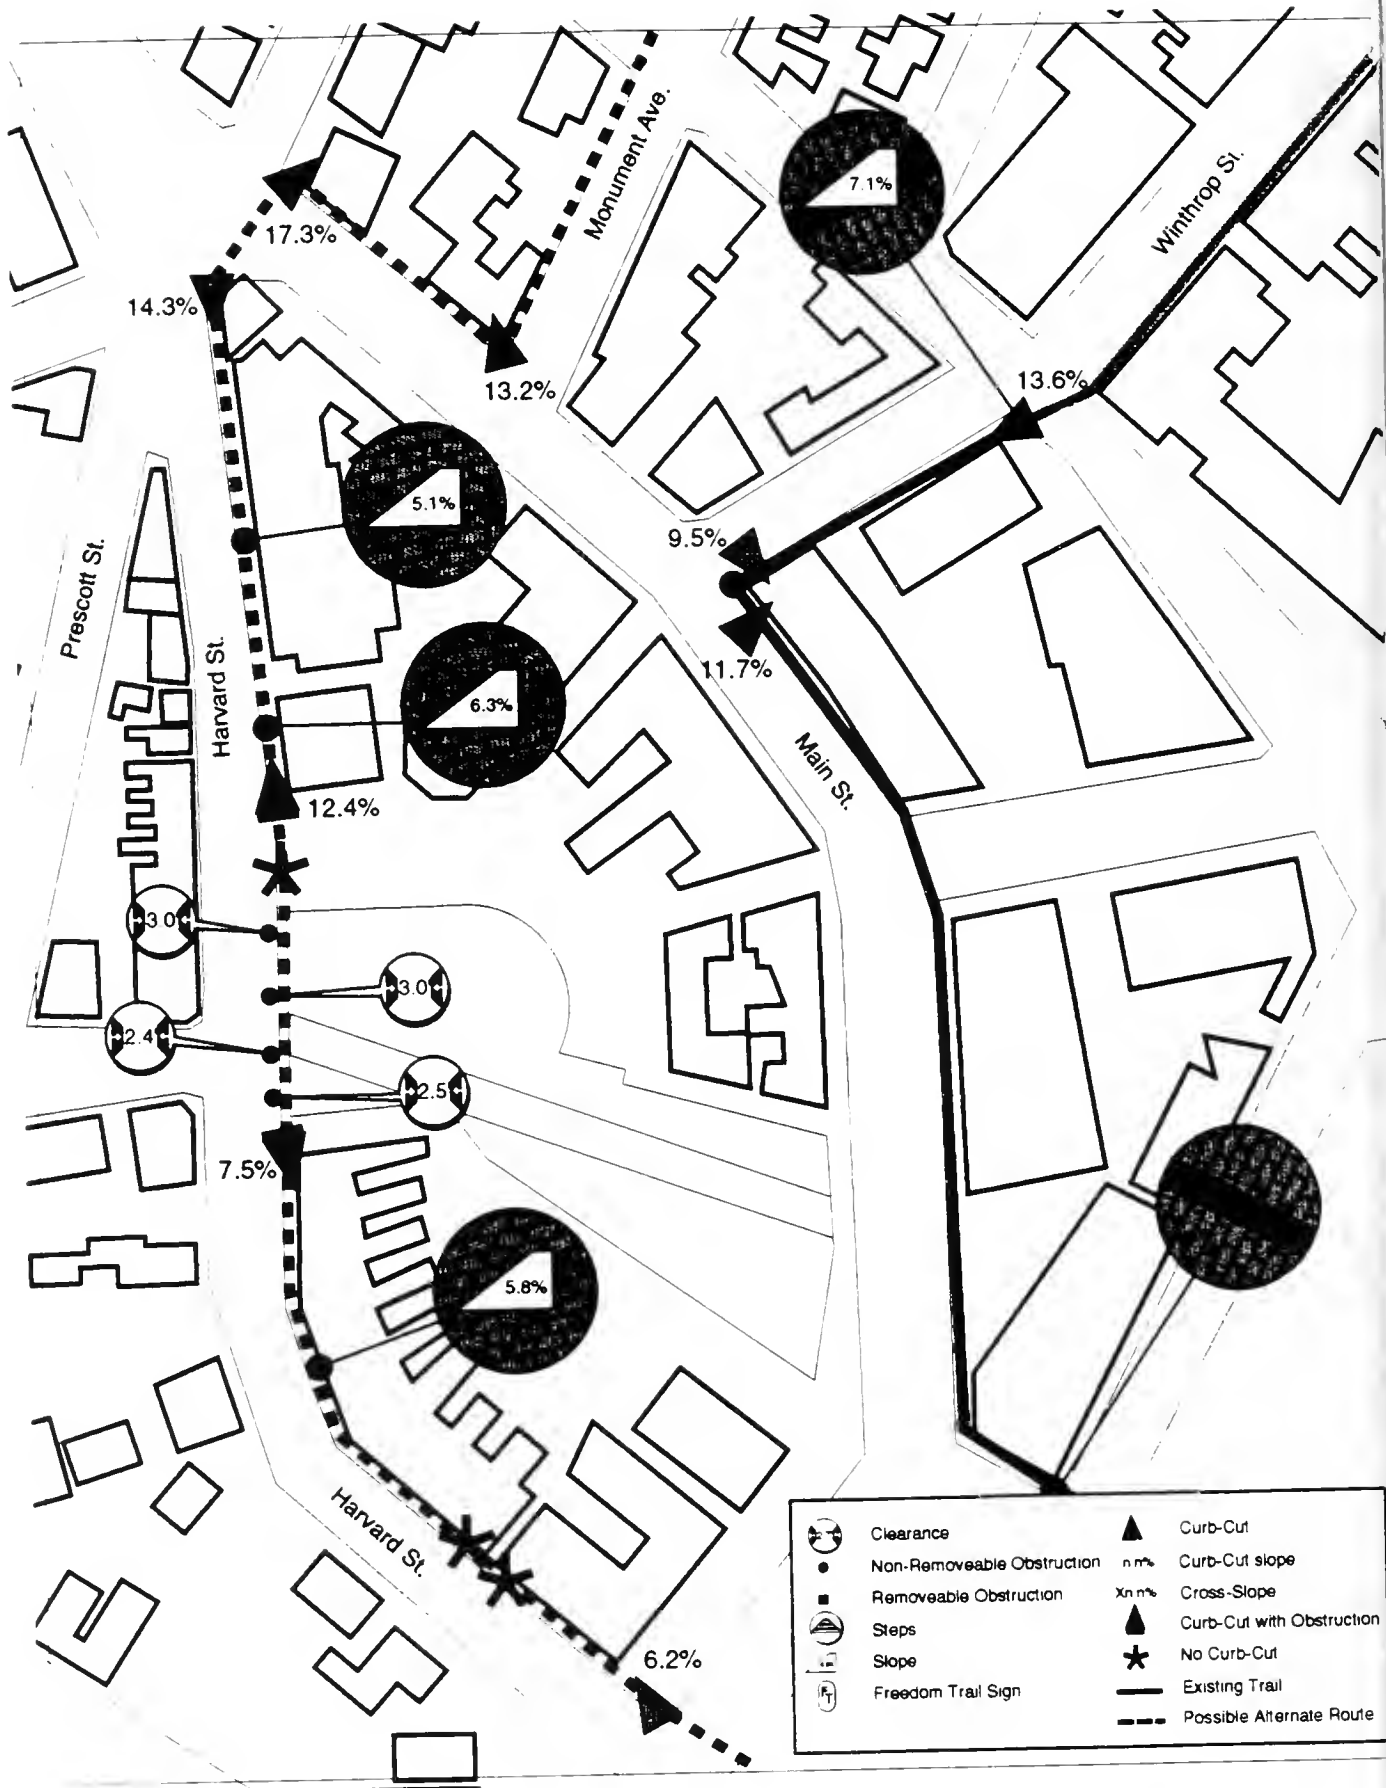 Monument Ave.
7.1%
Winthrop St.
17.3%
14.3%
13.2%
13.6%
5.1%
9.5%
Prescott St.
Harvard St.
6.3%
11.7%
Main St.
12.4%
3.0
3.0
2.4
2.5
7.5%
5.8%
Harvard St.
6.2%
Clearance
Non-Removeable Obstruction
Removeable Obstruction
Steps
Slope
FT Freedom Trail Sign
Curb-Cut
n n% Curb-Cut slope
Xn n% Cross-Slope
Curb-Cut with Obstruction
No Curb-Cut
Existing Trail
Possible Alternate Route